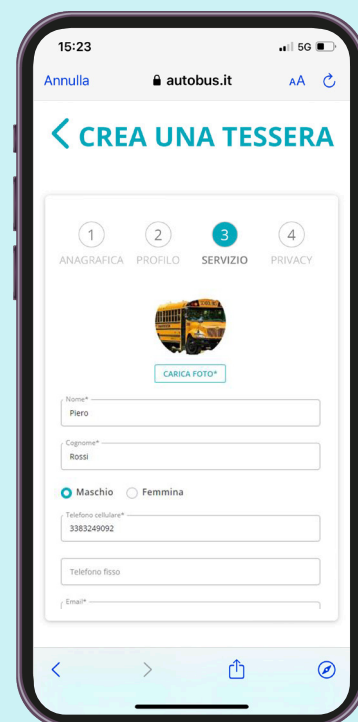 15:23
5G
Annulla
autobus.it
AA
CREA UNA TESSERA
1
2
3
4
ANAGRAFICA PROFILO SERVIZIO PRIVACY
CARICA FOTO*
Nome*
Piero
Cognome*
Rossi
Maschio Femmina
Telefono cellulare*
3383249092
Telefono fisso
Email*